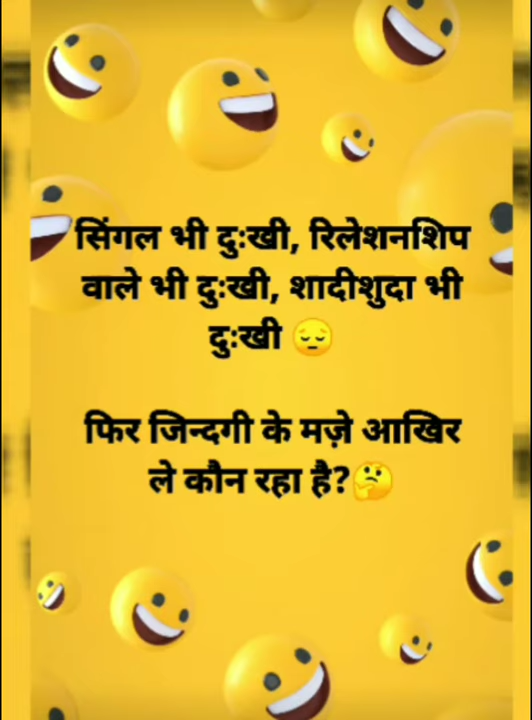 सिंगल भी दुःखी, रिलेशनशिप
वाले भी दुःखी, शादीशुदा भी
दुःखी 😔
फिर जिन्दगी के मज़े आखिर
ले कौन रहा है?🤔